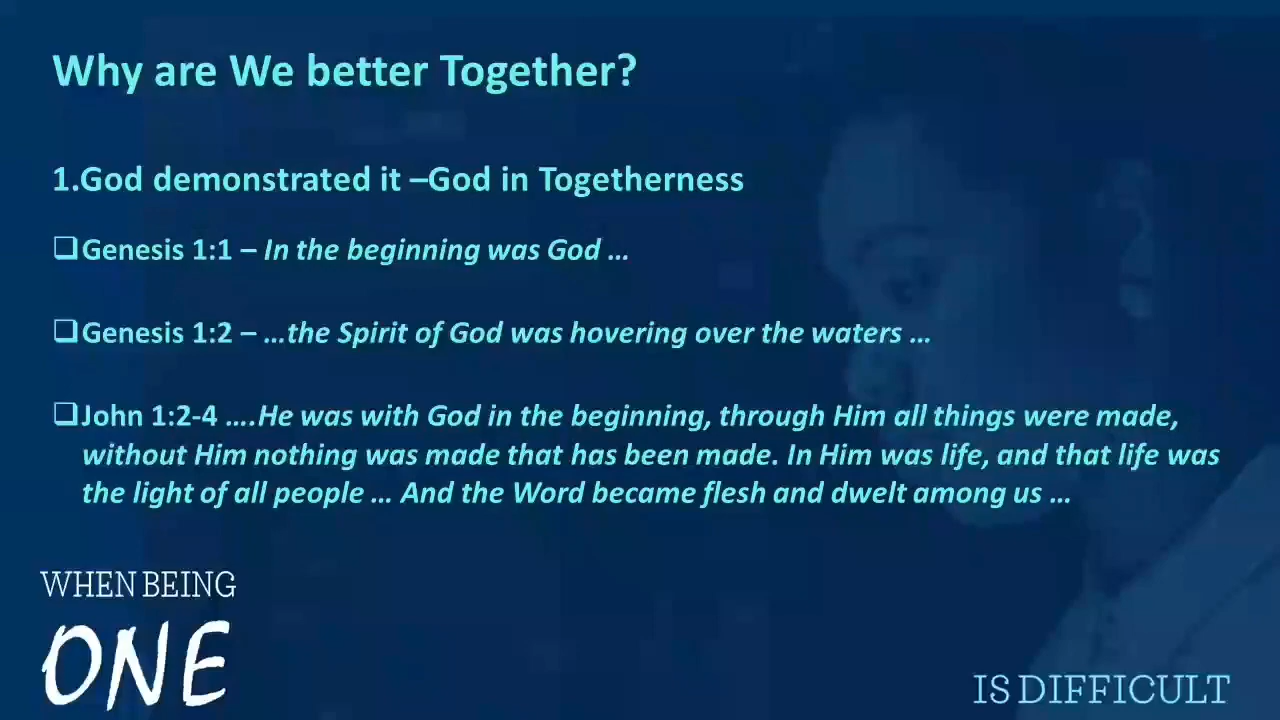 Why are We better Together?
1.God demonstrated it –God in Togetherness
❑Genesis 1:1 – In the beginning was God ...
❑Genesis 1:2 – ...the Spirit of God was hovering over the waters ...
❑John 1:2-4 ....He was with God in the beginning, through Him all things were made,
without Him nothing was made that has been made. In Him was life, and that life was
the light of all people ... And the Word became flesh and dwelt among us ...
WHEN BEING
ONE
IS DIFFICULT